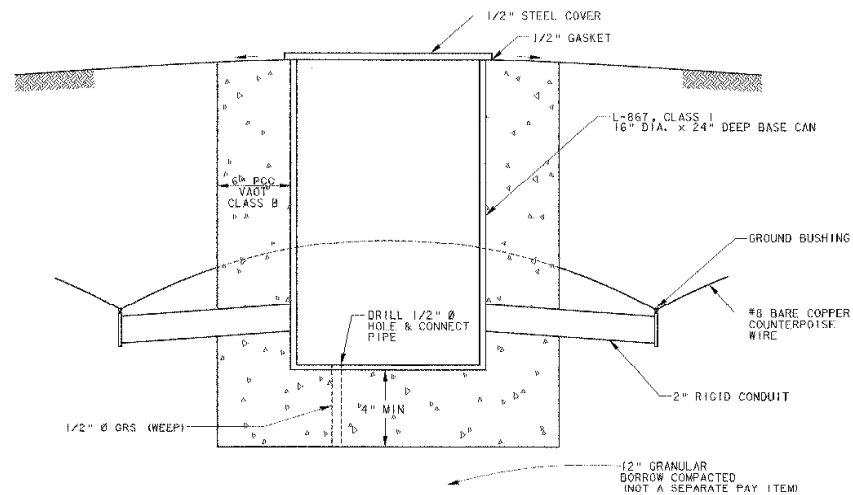 1/2" STEEL COVER
1/2" GASKET
L-867, CLASS I
16" DIA. x 24" DEEP BASE CAN
6" PCC
VAOT
CLASS B
GROUND BUSHING
DRILL 1/2" Ø
HOLE & CONNECT
PIPE
#8 BARE COPPER
COUNTERPOISE
WIRE
2" RIGID CONDUIT
4" MIN
1/2" Ø GRS (WEEP)
12" GRANULAR
BORROW COMPACTED
(NOT A SEPARATE PAY ITEM)